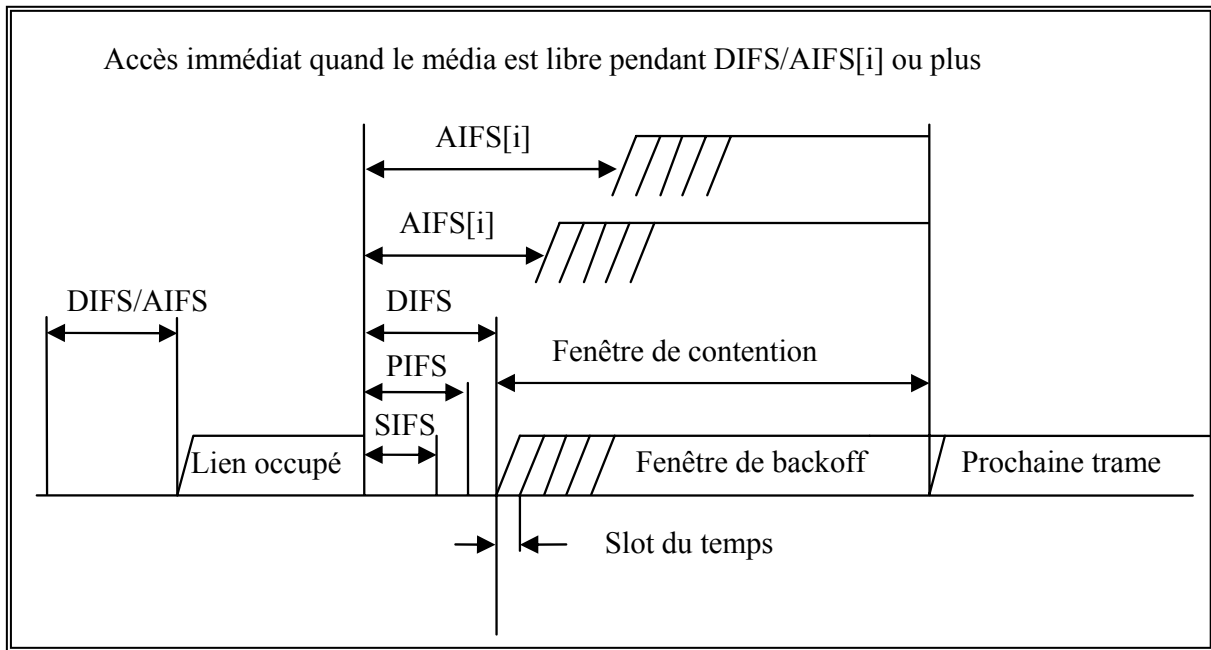 Accès immédiat quand le média est libre pendant DIFS/AIFS[i] ou plus
AIFS[i]
AIFS[i]
DIFS/AIFS
DIFS
Fenêtre de contention
PIFS
SIFS
Lien occupé
Fenêtre de backoff
Prochaine trame
Slot du temps